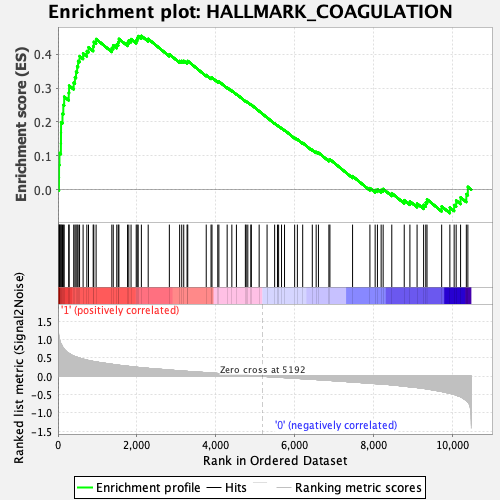 Enrichment plot: HALLMARK_COAGULATION
Enrichment score (ES)
0.4
0.3
0.2
0.1
0.0
'1' (positively correlated)
Ranked list metric (Signal2Noise)
1.5
1.0
0.5
0.0
-0.5
-1.0
-1.5
Zero cross at 5192
'0' (negatively correlated)
0
2,000
4,000
6,000
8,000
10,000
Rank in Ordered Dataset
Enrichment profile
Hits
Ranking metric scores